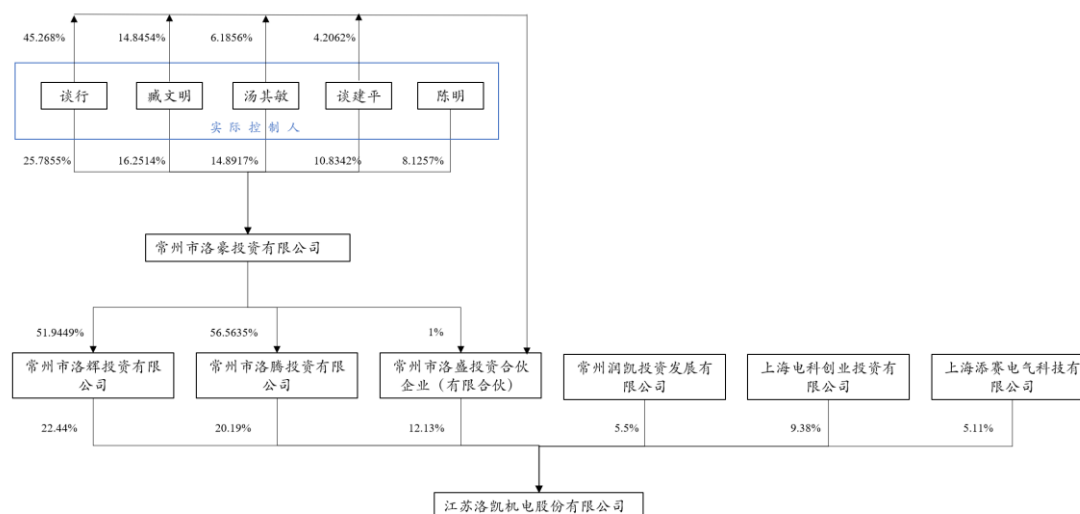 45.268% 14.8454% 6.1856% 4.2062%
谈行 臧文明 汤其敏 谈建平 陈明
实际控制人
25.7855% 16.2514% 14.8917% 10.8342% 8.1257%
常州市洛豪投资有限公司
51.9449% 56.5635% 1%
常州市洛辉投资有限
公司
常州市洛腾投资有限
公司
常州市洛盛投资合伙
企业（有限合伙）
常州润凯投资发展有
限公司
上海电科创业投资有
限公司
上海添赛电气科技有
限公司
22.44% 20.19% 12.13% 5.5% 9.38% 5.11%
江苏洛凯机电股份有限公司